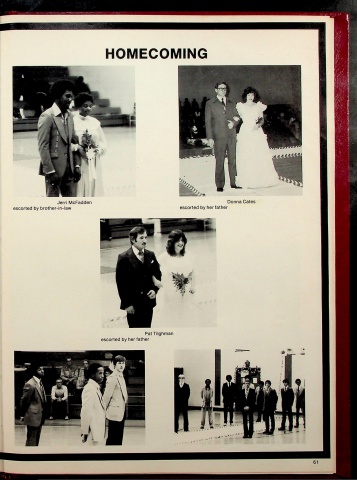 HOMECOMING
Jerri McFadden
escorted by brother-in-law
Donna Cates
escorted by her father
Pat Tilghman
escorted by her father
61